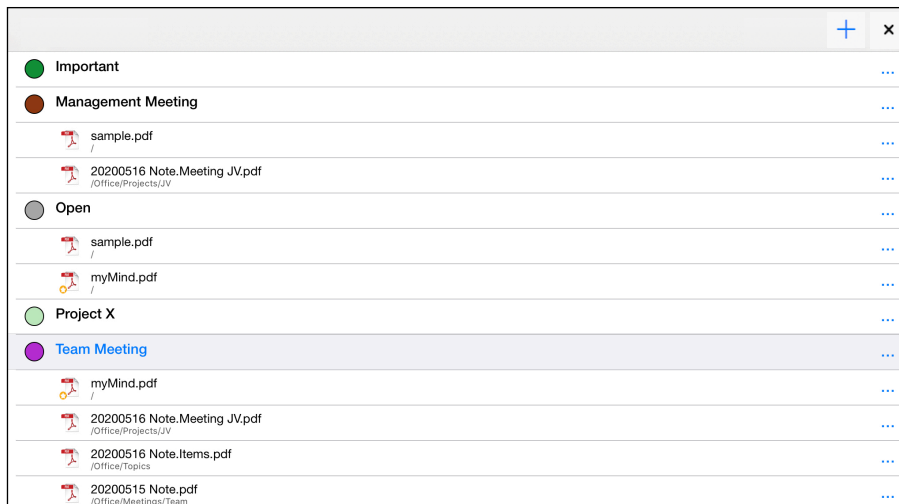 Important
Management Meeting
sample.pdf
/
20200516 Note.Meeting JV.pdf
/Office/Projects/JV
Open
sample.pdf
/
myMind.pdf
/
Project X
Team Meeting
myMind.pdf
/
20200516 Note.Meeting JV.pdf
/Office/Projects/JV
20200516 Note.Items.pdf
/Office/Topics
20200515 Note.pdf
/Office/Meetings/Team